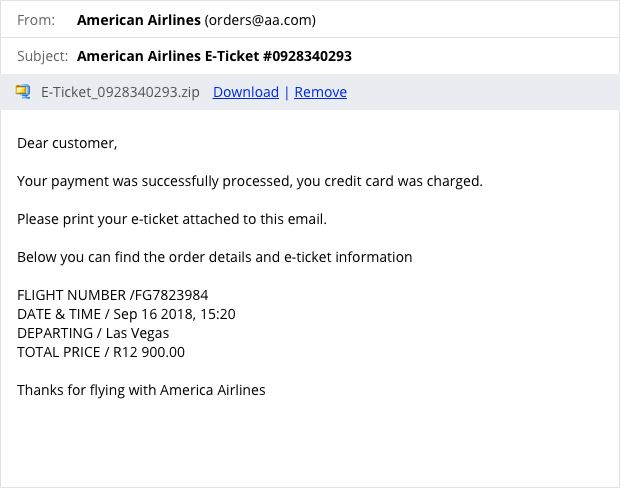 From: American Airlines (orders@aa.com)
Subject: American Airlines E-Ticket #0928340293
E-Ticket_0928340293.zip Download | Remove
Dear customer,
Your payment was successfully processed, you credit card was charged.
Please print your e-ticket attached to this email.
Below you can find the order details and e-ticket information
FLIGHT NUMBER /FG7823984
DATE & TIME / Sep 16 2018, 15:20
DEPARTING / Las Vegas
TOTAL PRICE / R12 900.00
Thanks for flying with America Airlines